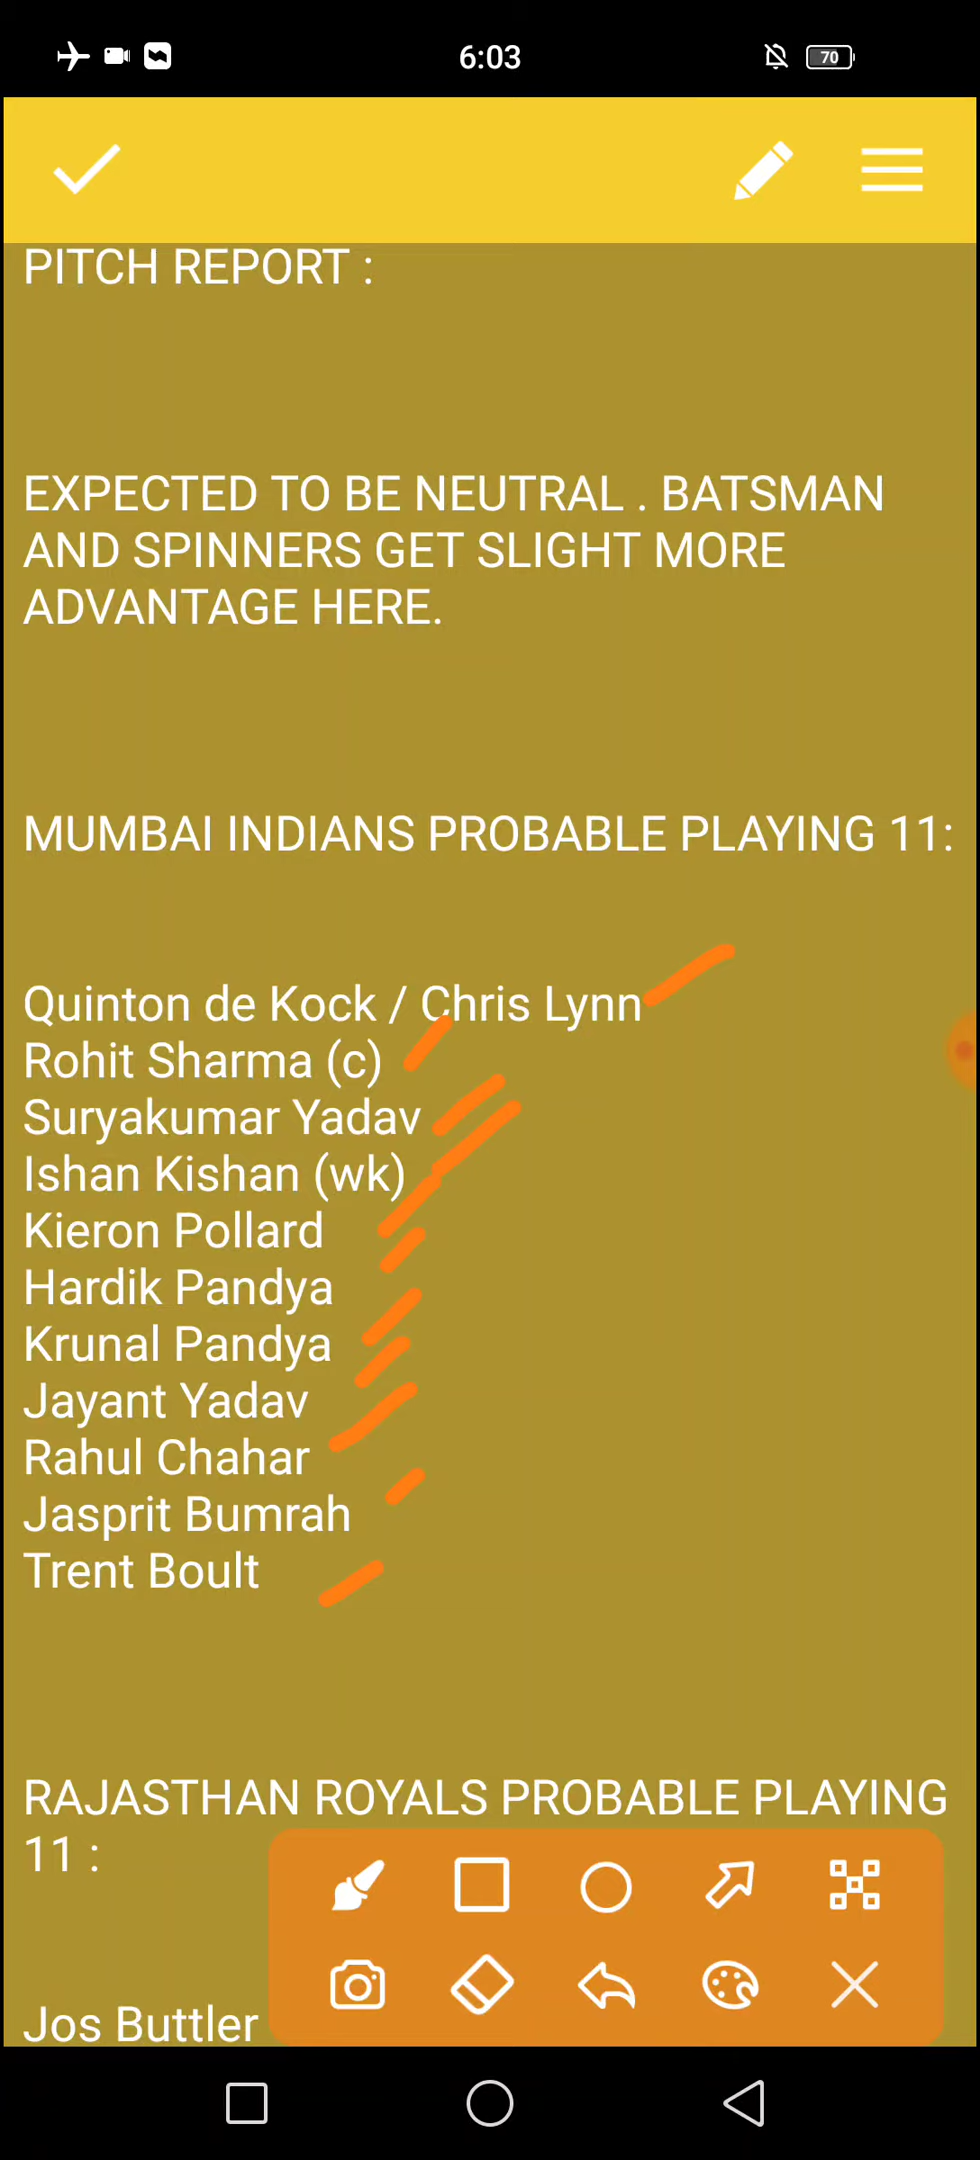 6:03
70
PITCH REPORT :
EXPECTED TO BE NEUTRAL . BATSMAN
AND SPINNERS GET SLIGHT MORE
ADVANTAGE HERE.
MUMBAI INDIANS PROBABLE PLAYING 11:
Quinton de Kock / Chris Lynn
Rohit Sharma (c)
Suryakumar Yadav
Ishan Kishan (wk)
Kieron Pollard
Hardik Pandya
Krunal Pandya
Jayant Yadav
Rahul Chahar
Jasprit Bumrah
Trent Boult
RAJASTHAN ROYALS PROBABLE PLAYING
11 :
Jos Buttler